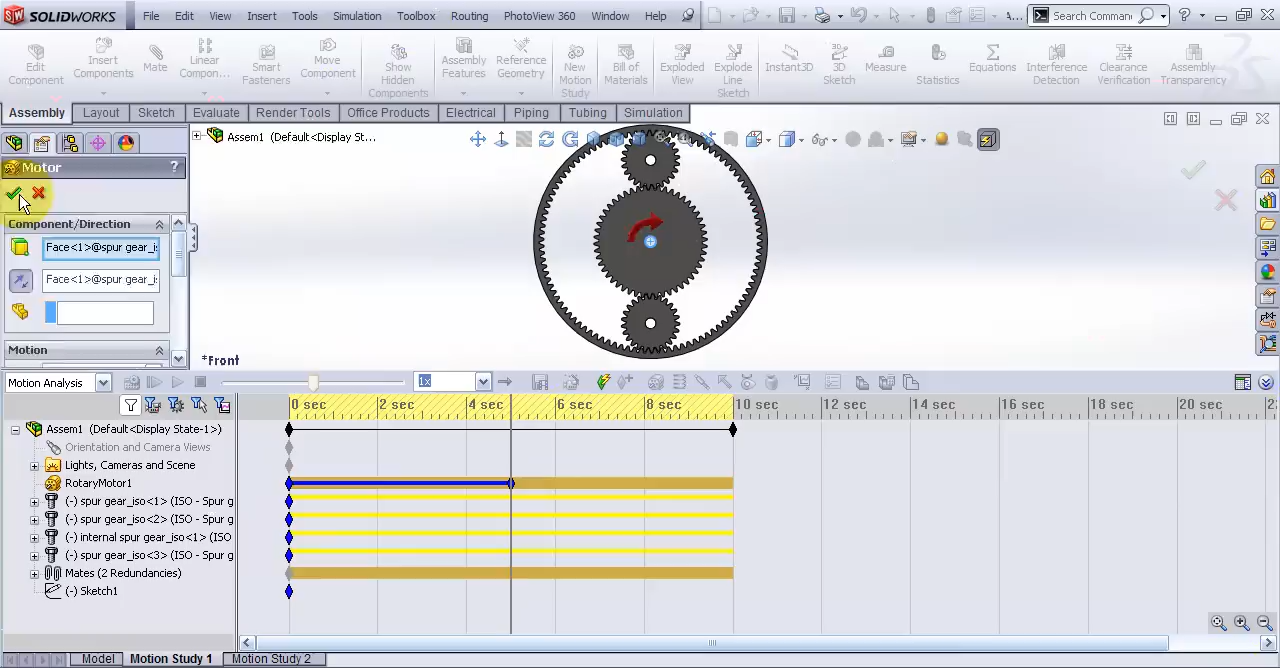 SOLIDWORKS File Edit View Insert Tools Simulation Toolbox Routing PhotoView 360 Window Help A... Search Comman ?
Edit Component
Insert Components
Mate
Linear Compon...
Smart Fasteners
Move Component
Show Hidden Components
Assembly Features
Reference Geometry
New Motion Study
Bill of Materials
Exploded View
Explode Line Sketch
Instant3D
3D Sketch
Measure
Statistics
Equations
Interference Detection
Clearance Verification
Assembly Transparency
Assembly Layout Sketch Evaluate Render Tools Office Products Electrical Piping Tubing Simulation
Assem1 (Default<Display St...
Motor ?
Component/Direction
Face<1>@spur gear_i
Face<1>@spur gear_i
Motion
*Front
Motion Analysis 1x
0 sec 2 sec 4 sec 6 sec 8 sec 10 sec 12 sec 14 sec 16 sec 18 sec 20 sec 22
Assem1 (Default<Display State-1>)
Orientation and Camera Views
Lights, Cameras and Scene
RotaryMotor1
(-) spur gear_iso<1> (ISO - Spur g
(-) spur gear_iso<2> (ISO - Spur g
(-) internal spur gear_iso<1> (ISO
(-) spur gear_iso<3> (ISO - Spur g
Mates (2 Redundancies)
(-) Sketch1
Model Motion Study 1 Motion Study 2